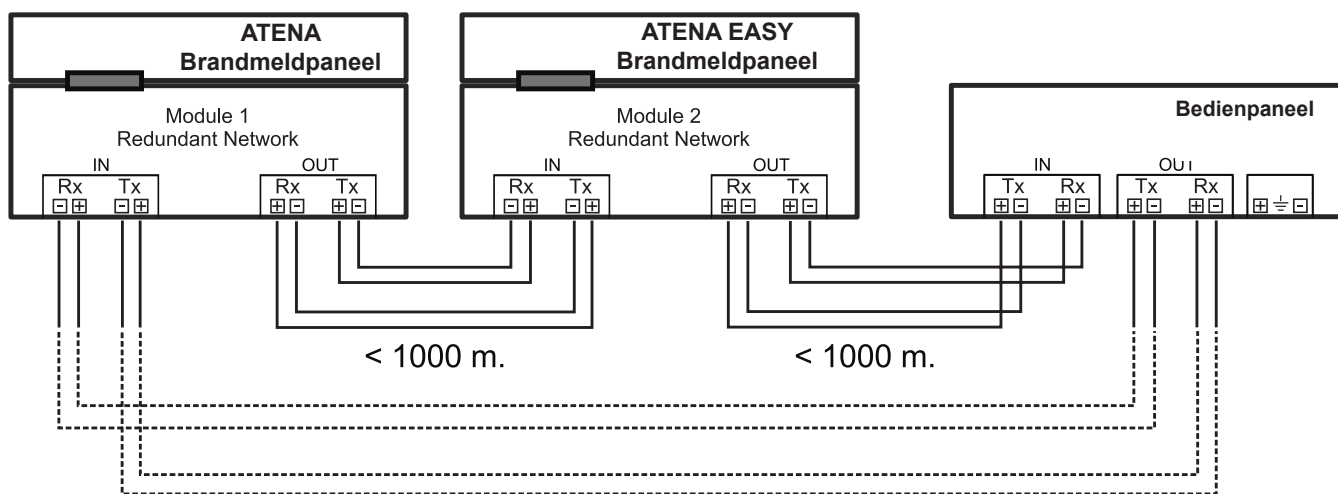 ATENA
Brandmeldpaneel
ATENA EASY
Brandmeldpaneel
Bedienpaneel
Module 1
Redundant Network
Module 2
Redundant Network
IN
OUT
IN
OUT
IN
OUT
Rx Tx
Rx Tx
Rx Tx
Rx Tx
Tx Rx
Tx Rx
- + - +
+ - + -
- + - +
+ - + -
+ - + -
+ - + -
+ ⏚ -
< 1000 m.
< 1000 m.